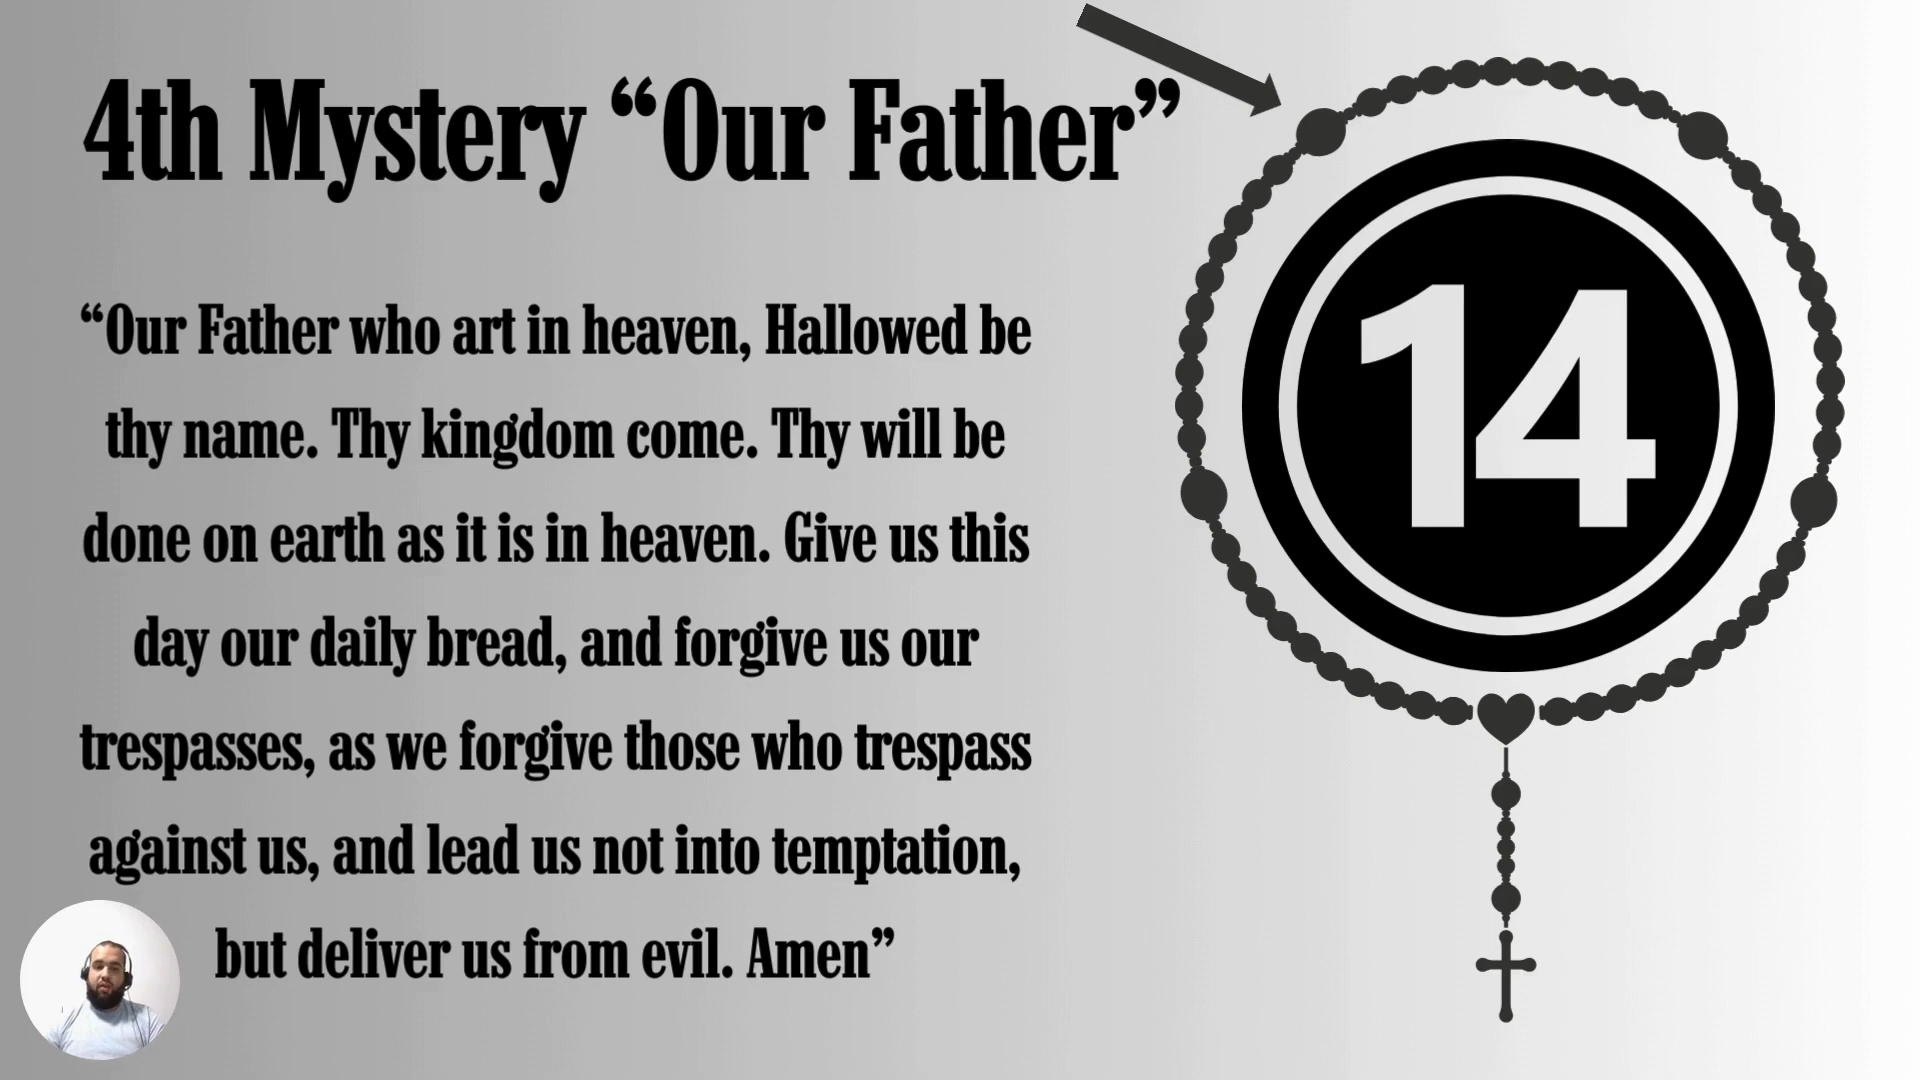 4th Mystery “Our Father”
“Our Father who art in heaven, Hallowed be
thy name. Thy kingdom come. Thy will be
done on earth as it is in heaven. Give us this
day our daily bread, and forgive us our
trespasses, as we forgive those who trespass
against us, and lead us not into temptation,
but deliver us from evil. Amen”
14